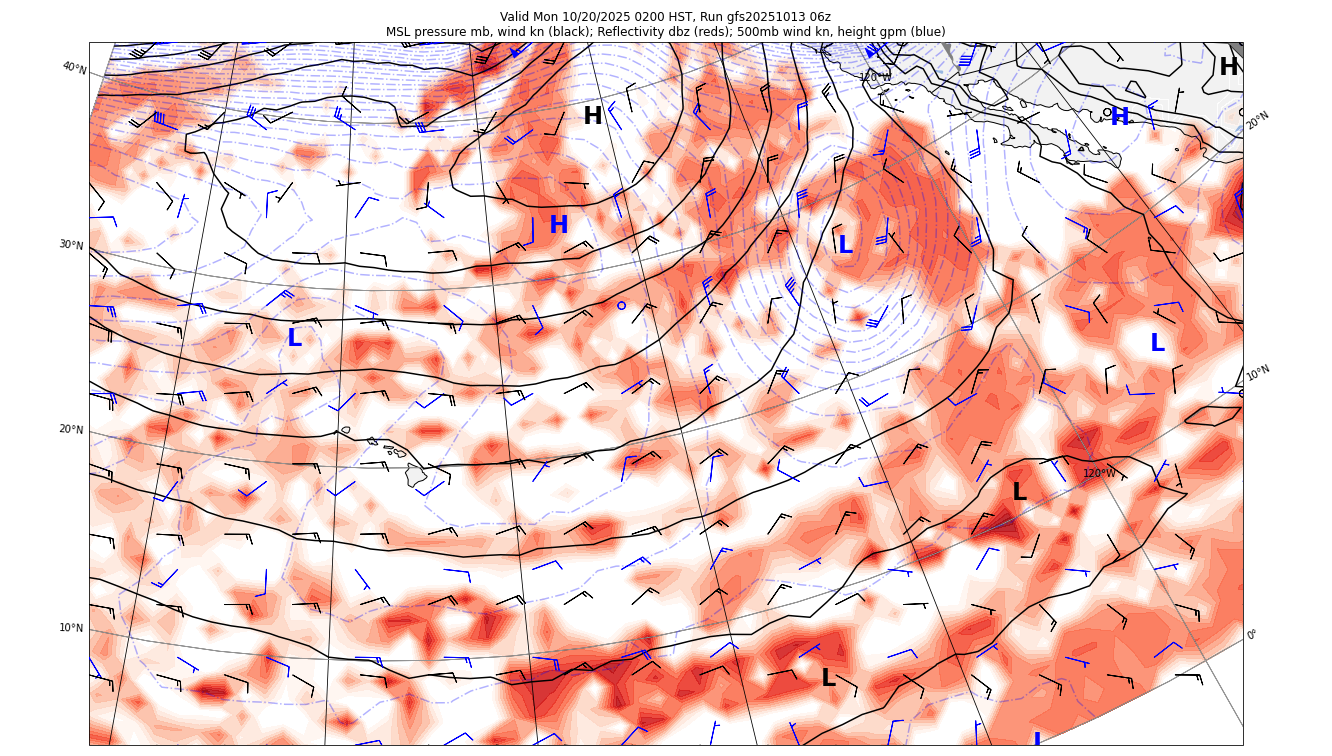 Valid Mon 10/20/2025 0200 HST, Run gfs20251013 06z
MSL pressure mb, wind kn (black); Reflectivity dbz (reds); 500mb wind kn, height gpm (blue)
40°N
120°W
H
H
H
20°N
30°N
H
L
L
L
10°N
20°N
120°W
L
10°N
0°
L
L